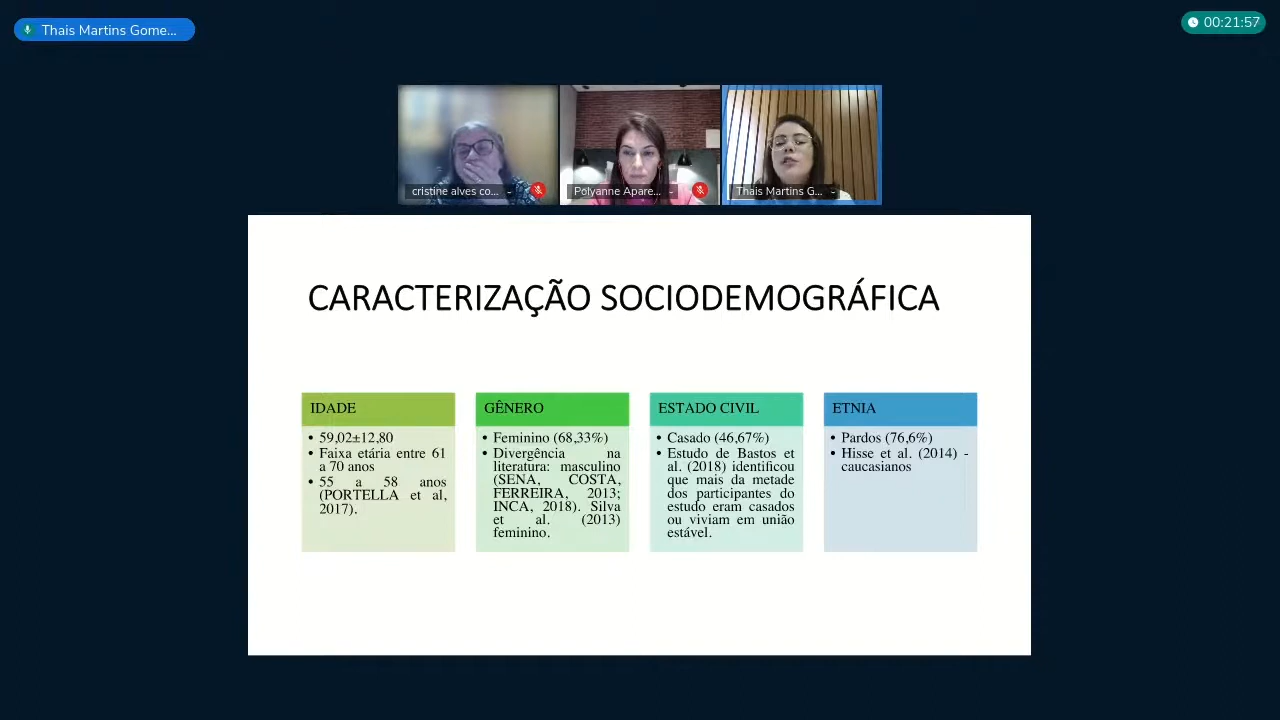 Thais Martins Gome...
00:21:57
cristine alves co...
Polyanne Apare...
Thais Martins G...
CARACTERIZAÇÃO SOCIODEMOGRÁFICA
IDADE
• 59,02±12,80
• Faixa etária entre 61
a 70 anos
• 55 a 58 anos
(PORTELLA et al,
2017).
GÊNERO
• Feminino (68,33%)
• Divergência na
literatura: masculino
(SENA, COSTA,
FERREIRA, 2013;
INCA, 2018). Silva
et al. (2013)
feminino.
ESTADO CIVIL
• Casado (46,67%)
• Estudo de Bastos et
al. (2018) identificou
que mais da metade
dos participantes do
estudo eram casados
ou viviam em união
estável.
ETNIA
• Pardos (76,6%)
• Hisse et al. (2014) -
caucasianos